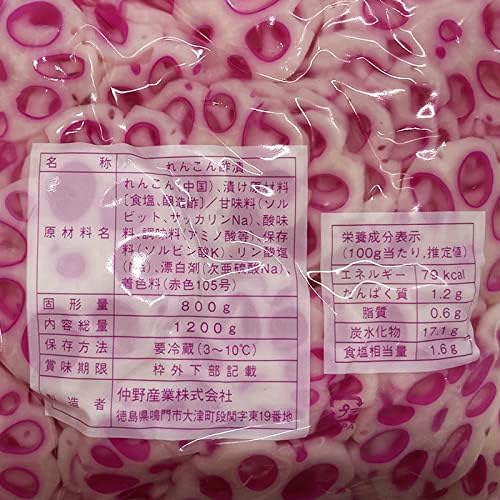 名称 れんこん酢漬
原材料名
れんこん(中国)、漬け原材料
[食塩、醸造酢]／甘味料(ソル
ビット、サッカリンNa)、酸味
料、調味料(アミノ酸等)、保存
料(ソルビン酸K)、リン酸塩
(Na)、漂白剤(次亜硫酸Na)、
着色料(赤色105号)
固形量 800g
内容総量 1200g
保存方法 要冷蔵(3〜10℃)
賞味期限 枠外下部記載
製造者 仲野産業株式会社
徳島県鳴門市大津町段関字東19番地
栄養成分表示
(100g当たり,推定値)
エネルギー 79kcal
たんぱく質 1.2g
脂質 0.6g
炭水化物 17.1g
食塩相当量 1.6g